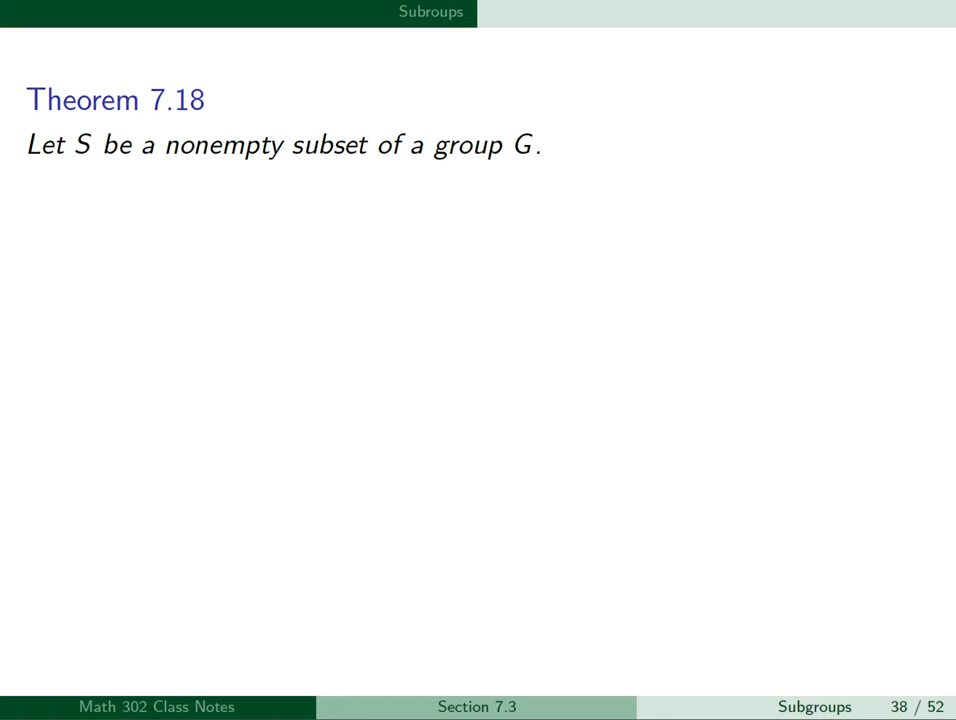 Subroups
Theorem 7.18
Let S be a nonempty subset of a group G.
Math 302 Class Notes Section 7.3 Subgroups 38 / 52